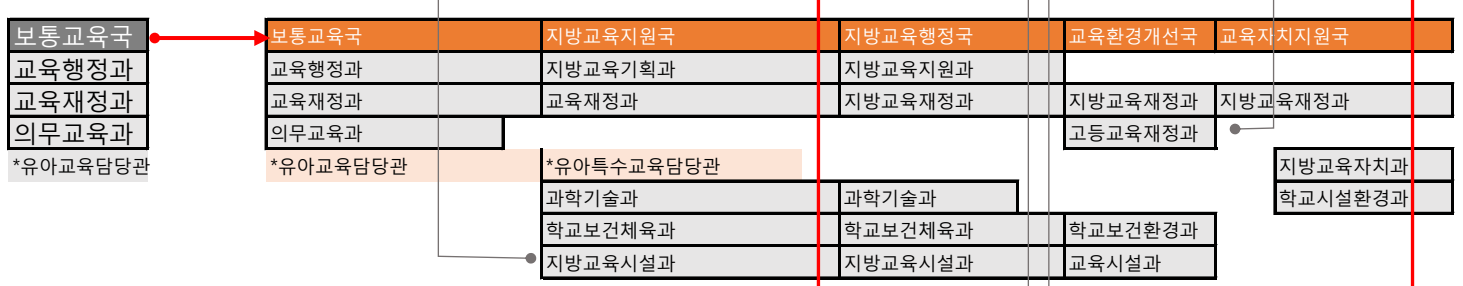 보통교육국 보통교육국 지방교육지원국 지방교육행정국 교육환경개선국 교육자치지원국
교육행정과 교육행정과 지방교육기획과 지방교육지원과
교육재정과 교육재정과 교육재정과 지방교육재정과 지방교육재정과 지방교육재정과
의무교육과 의무교육과 고등교육재정과
*유아교육담당관 *유아교육담당관 *유아특수교육담당관 지방교육자치과
과학기술과 과학기술과 학교시설환경과
학교보건체육과 학교보건체육과 학교보건환경과
지방교육시설과 지방교육시설과 교육시설과